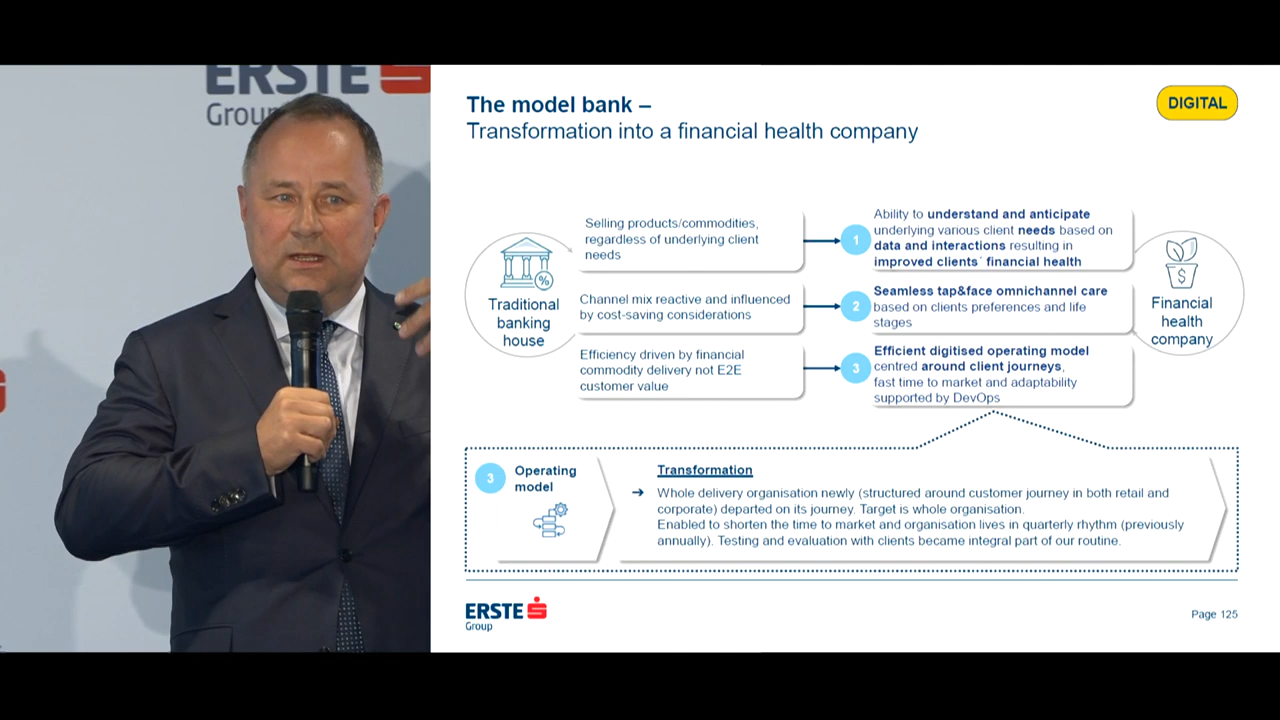 ERSTE
Group
The model bank –
Transformation into a financial health company
DIGITAL
Traditional
banking
house
Selling products/commodities,
regardless of underlying client
needs
1
Ability to understand and anticipate
underlying various client needs based on
data and interactions resulting in
improved clients´ financial health
Channel mix reactive and influenced
by cost-saving considerations
2
Seamless tap&face omnichannel care
based on clients preferences and life
stages
Efficiency driven by financial
commodity delivery not E2E
customer value
3
Efficient digitised operating model
centred around client journeys,
fast time to market and adaptability
supported by DevOps
Financial
health
company
3
Operating
model
Transformation
➔ Whole delivery organisation newly (structured around customer journey in both retail and
corporate) departed on its journey. Target is whole organisation.
Enabled to shorten the time to market and organisation lives in quarterly rhythm (previously
annually). Testing and evaluation with clients became integral part of our routine.
ERSTE
Group
Page 125